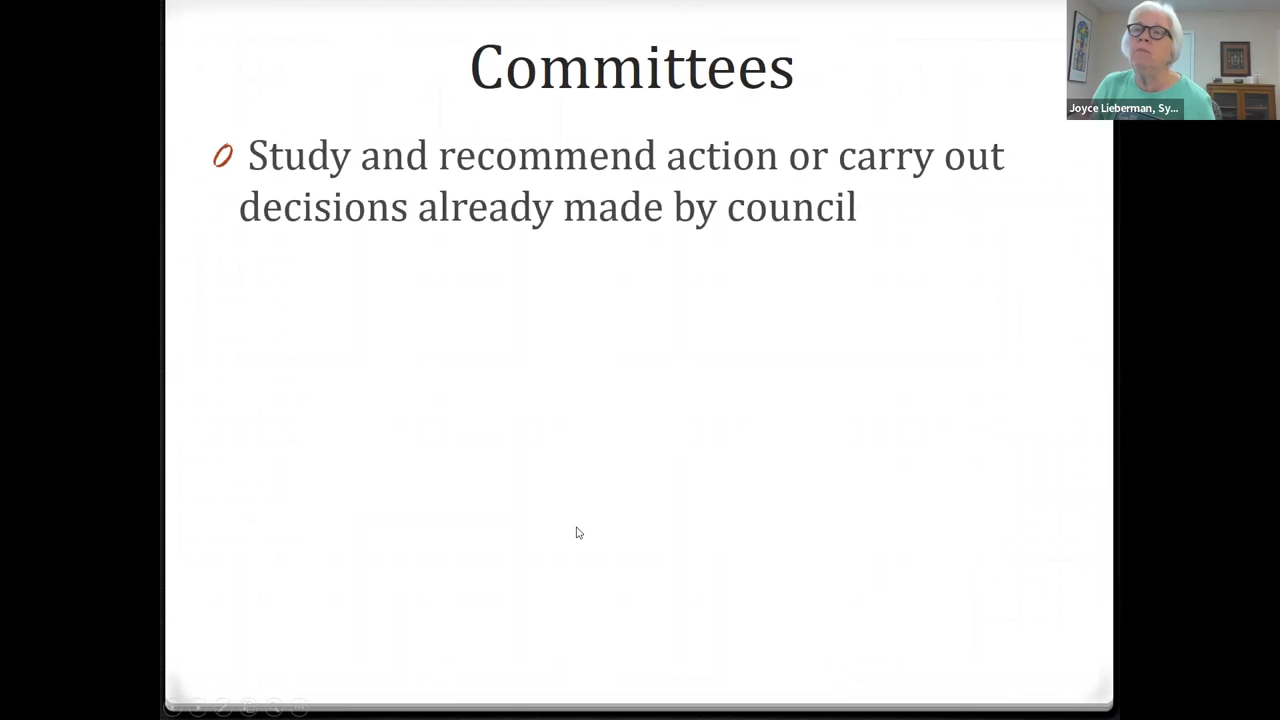 Committees
Study and recommend action or carry out
decisions already made by council
Joyce Lieberman, Sy...